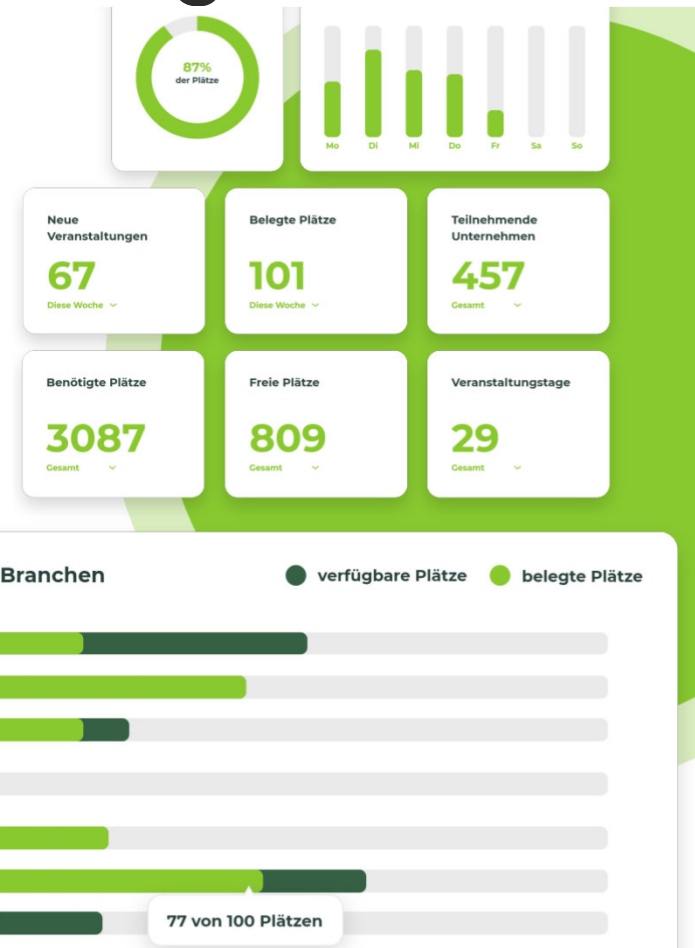 87%
der Plätze
Mo Di Mi Do Fr Sa So
Neue
Veranstaltungen
67
Diese Woche
Belegte Plätze
101
Diese Woche
Teilnehmende
Unternehmen
457
Gesamt
Benötigte Plätze
3087
Gesamt
Freie Plätze
809
Gesamt
Veranstaltungstage
29
Gesamt
Branchen
verfügbare Plätze
belegte Plätze
77 von 100 Plätzen